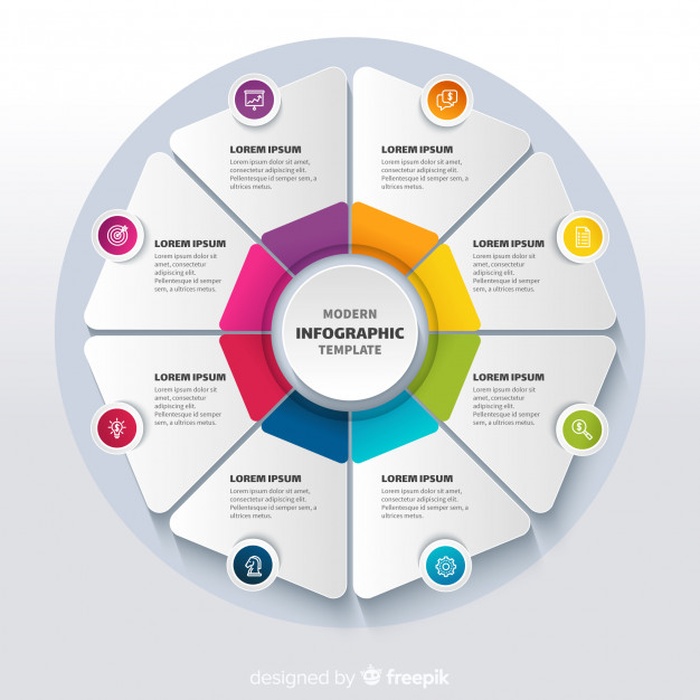 LOREM IPSUM
Lorem ipsum dolor sit
amet, consectetur
adipiscing elit.
Pellentesque id semper sem, a
ultrices metus.
LOREM IPSUM
Lorem ipsum dolor sit amet,
consectetur adipiscing elit.
Pellentesque id semper sem, a
ultrices metus.
LOREM IPSUM
Lorem ipsum dolor sit
amet, consectetur
adipiscing elit.
Pellentesque id semper
sem, a ultrices metus.
LOREM IPSUM
Lorem ipsum dolor sit
amet, consectetur
adipiscing elit.
Pellentesque id semper
sem, a ultrices metus.
MODERN
INFOGRAPHIC
TEMPLATE
LOREM IPSUM
Lorem ipsum dolor sit
amet, consectetur
adipiscing elit.
Pellentesque id semper
sem, a ultrices metus.
LOREM IPSUM
Lorem ipsum dolor sit
amet, consectetur
adipiscing elit.
Pellentesque id semper
sem, a ultrices metus.
LOREM IPSUM
Lorem ipsum dolor sit amet,
consectetur adipiscing elit.
Pellentesque id semper sem, a
ultrices metus.
LOREM IPSUM
Lorem ipsum dolor sit amet,
consectetur adipiscing elit.
Pellentesque id semper sem, a
ultrices metus.
designed by freepik